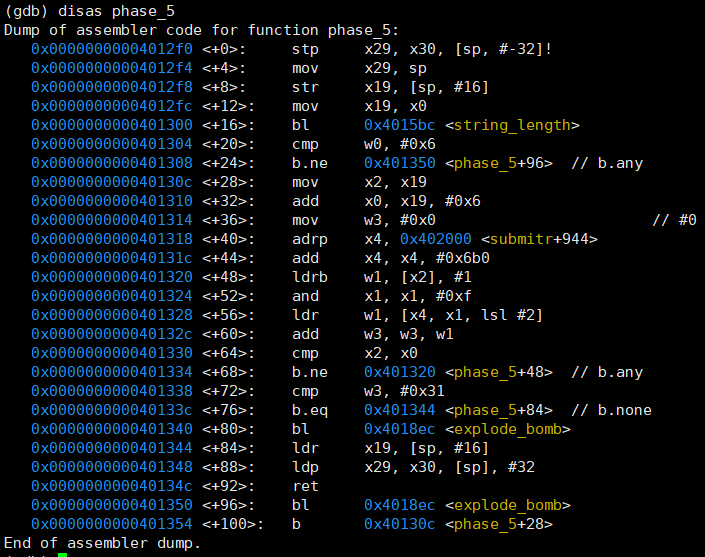 (gdb) disas phase_5
Dump of assembler code for function phase_5:
   0x00000000004012f0 <+0>:     stp     x29, x30, [sp, #-32]!
   0x00000000004012f4 <+4>:     mov     x29, sp
   0x00000000004012f8 <+8>:     str     x19, [sp, #16]
   0x00000000004012fc <+12>:    mov     x19, x0
   0x0000000000401300 <+16>:    bl      0x4015bc <string_length>
   0x0000000000401304 <+20>:    cmp     w0, #0x6
   0x0000000000401308 <+24>:    b.ne    0x401350 <phase_5+96>  // b.any
   0x000000000040130c <+28>:    mov     x2, x19
   0x0000000000401310 <+32>:    add     x0, x19, #0x6
   0x0000000000401314 <+36>:    mov     w3, #0x0                        // #0
   0x0000000000401318 <+40>:    adrp    x4, 0x402000 <submitr+944>
   0x000000000040131c <+44>:    add     x4, x4, #0x6b0
   0x0000000000401320 <+48>:    ldrb    w1, [x2], #1
   0x0000000000401324 <+52>:    and     x1, x1, #0xf
   0x0000000000401328 <+56>:    ldr     w1, [x4, x1, lsl #2]
   0x000000000040132c <+60>:    add     w3, w3, w1
   0x0000000000401330 <+64>:    cmp     x2, x0
   0x0000000000401334 <+68>:    b.ne    0x401320 <phase_5+48>  // b.any
   0x0000000000401338 <+72>:    cmp     w3, #0x31
   0x000000000040133c <+76>:    b.eq    0x401344 <phase_5+84>  // b.none
   0x0000000000401340 <+80>:    bl      0x4018ec <explode_bomb>
   0x0000000000401344 <+84>:    ldr     x19, [sp, #16]
   0x0000000000401348 <+88>:    ldp     x29, x30, [sp], #32
   0x000000000040134c <+92>:    ret
   0x0000000000401350 <+96>:    bl      0x4018ec <explode_bomb>
   0x0000000000401354 <+100>:   b       0x40130c <phase_5+28>
End of assembler dump.